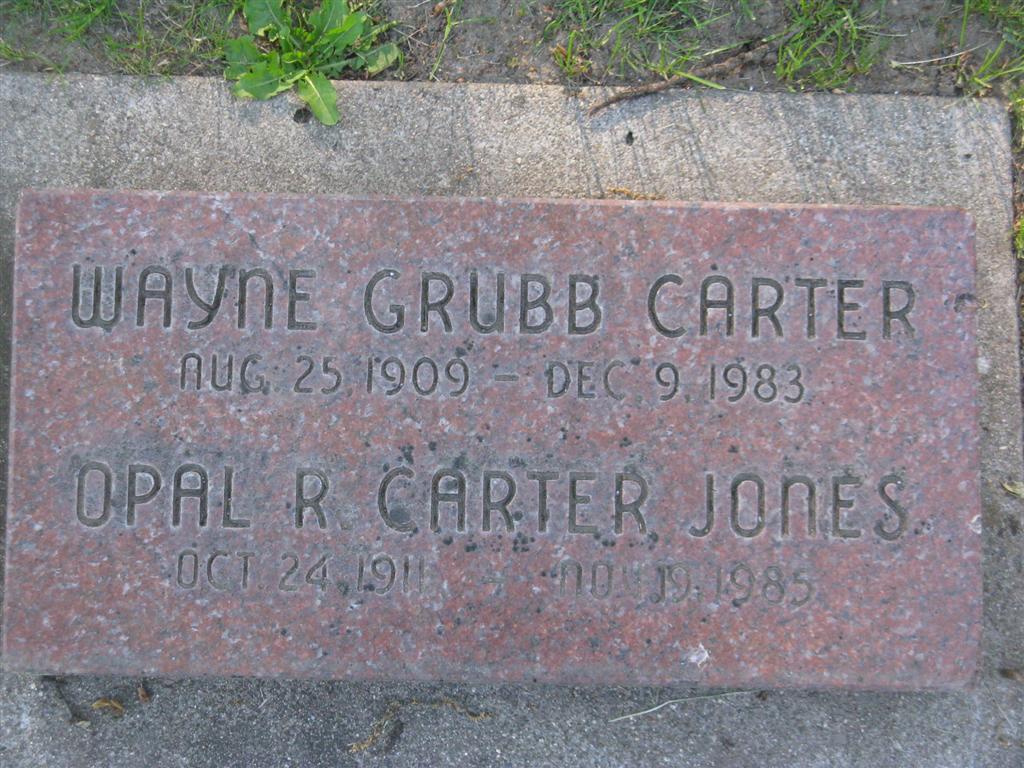 WAYNE GRUBB CARTER
AUG. 25, 1909 – DEC. 9, 1983
OPAL R. CARTER JONES
OCT. 24, 1911 – NOV. 19, 1985